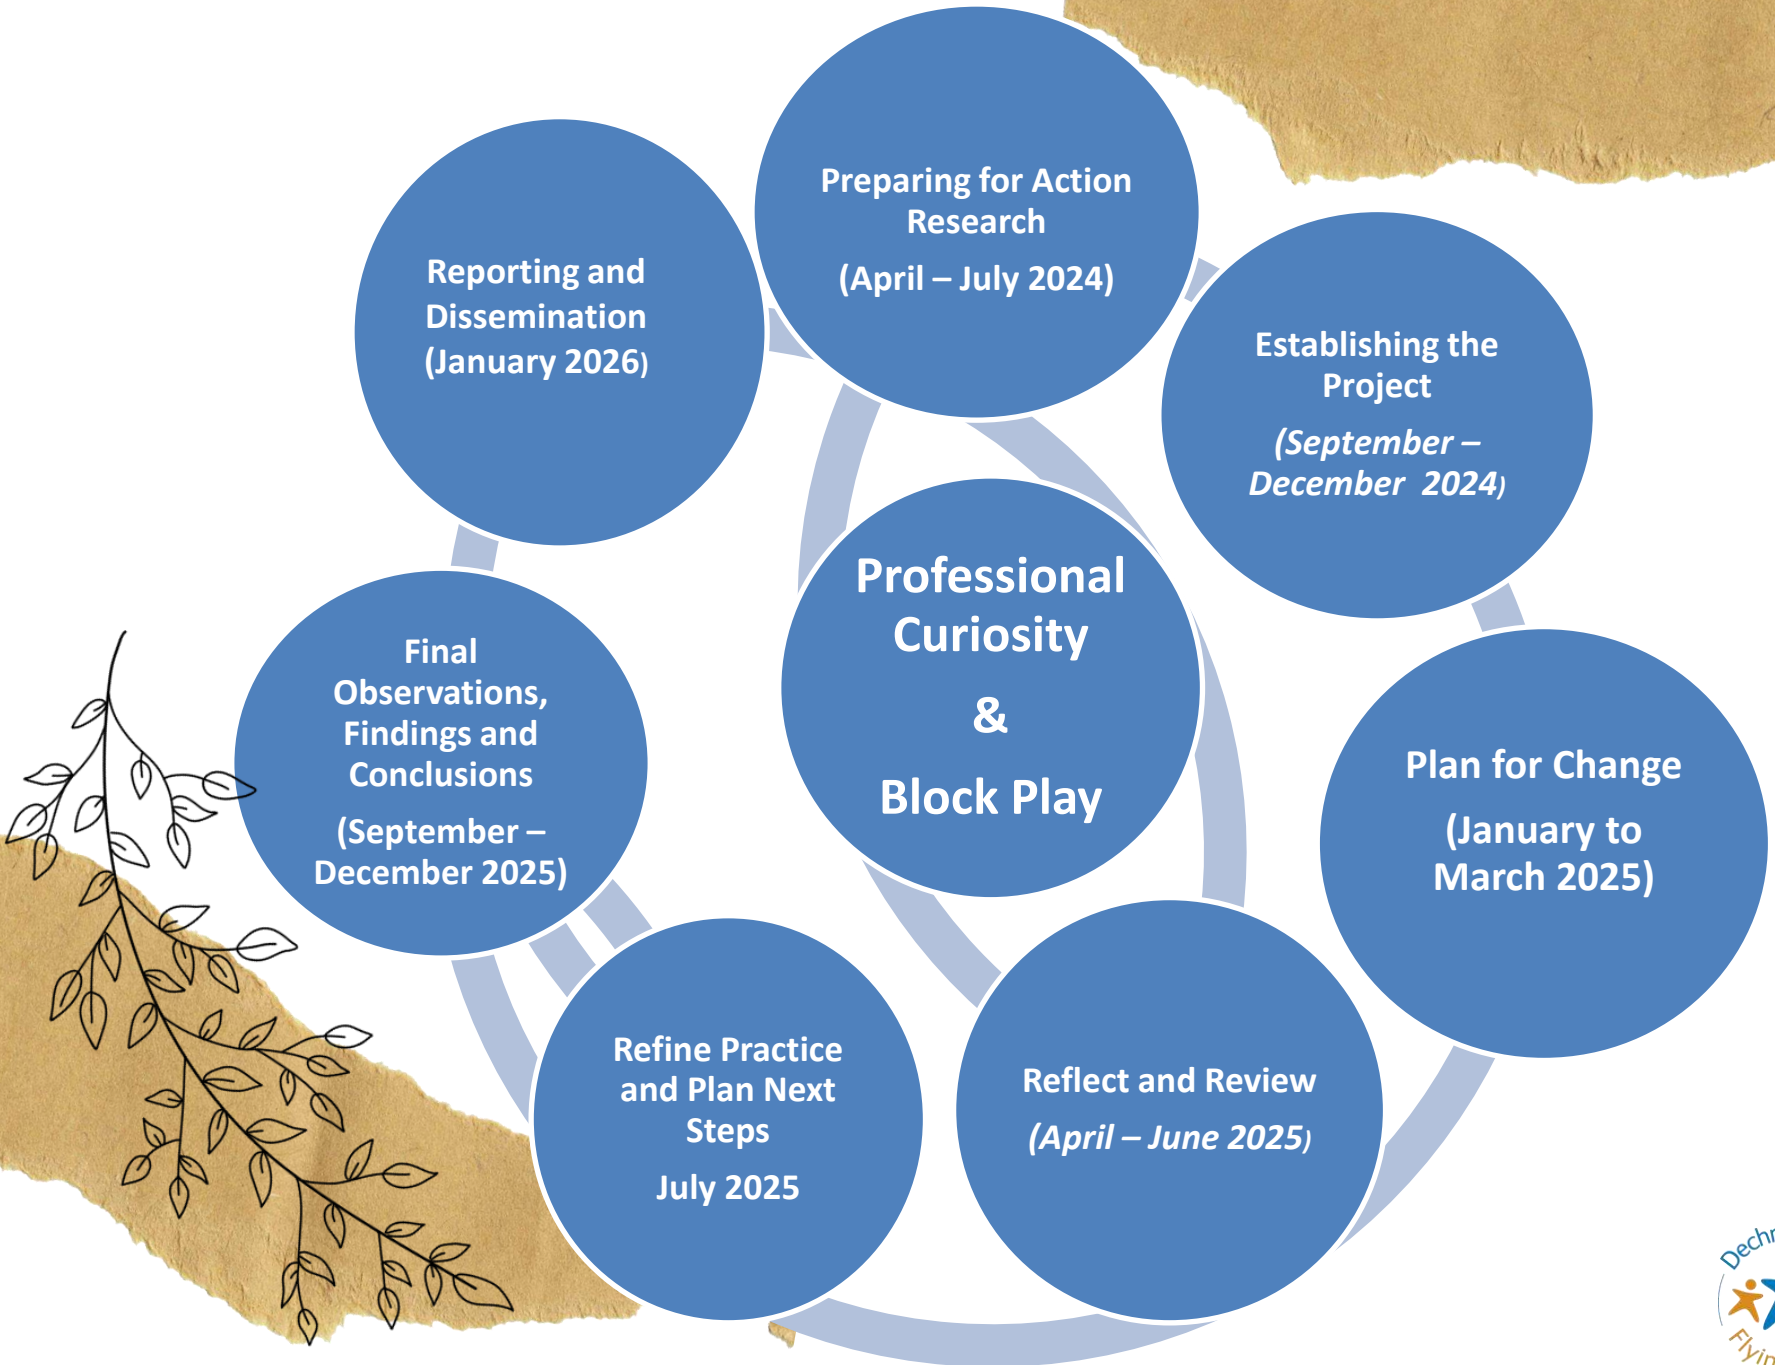 Preparing for Action
Research
(April – July 2024)
Establishing the
Project
(September –
December  2024)
Plan for Change
(January to
March 2025)
Reflect and Review
(April – June 2025)
Refine Practice
and Plan Next
Steps
July 2025
Final
Observations,
Findings and
Conclusions
(September –
December 2025)
Reporting and
Dissemination
(January 2026)
Professional
Curiosity
&
Block Play